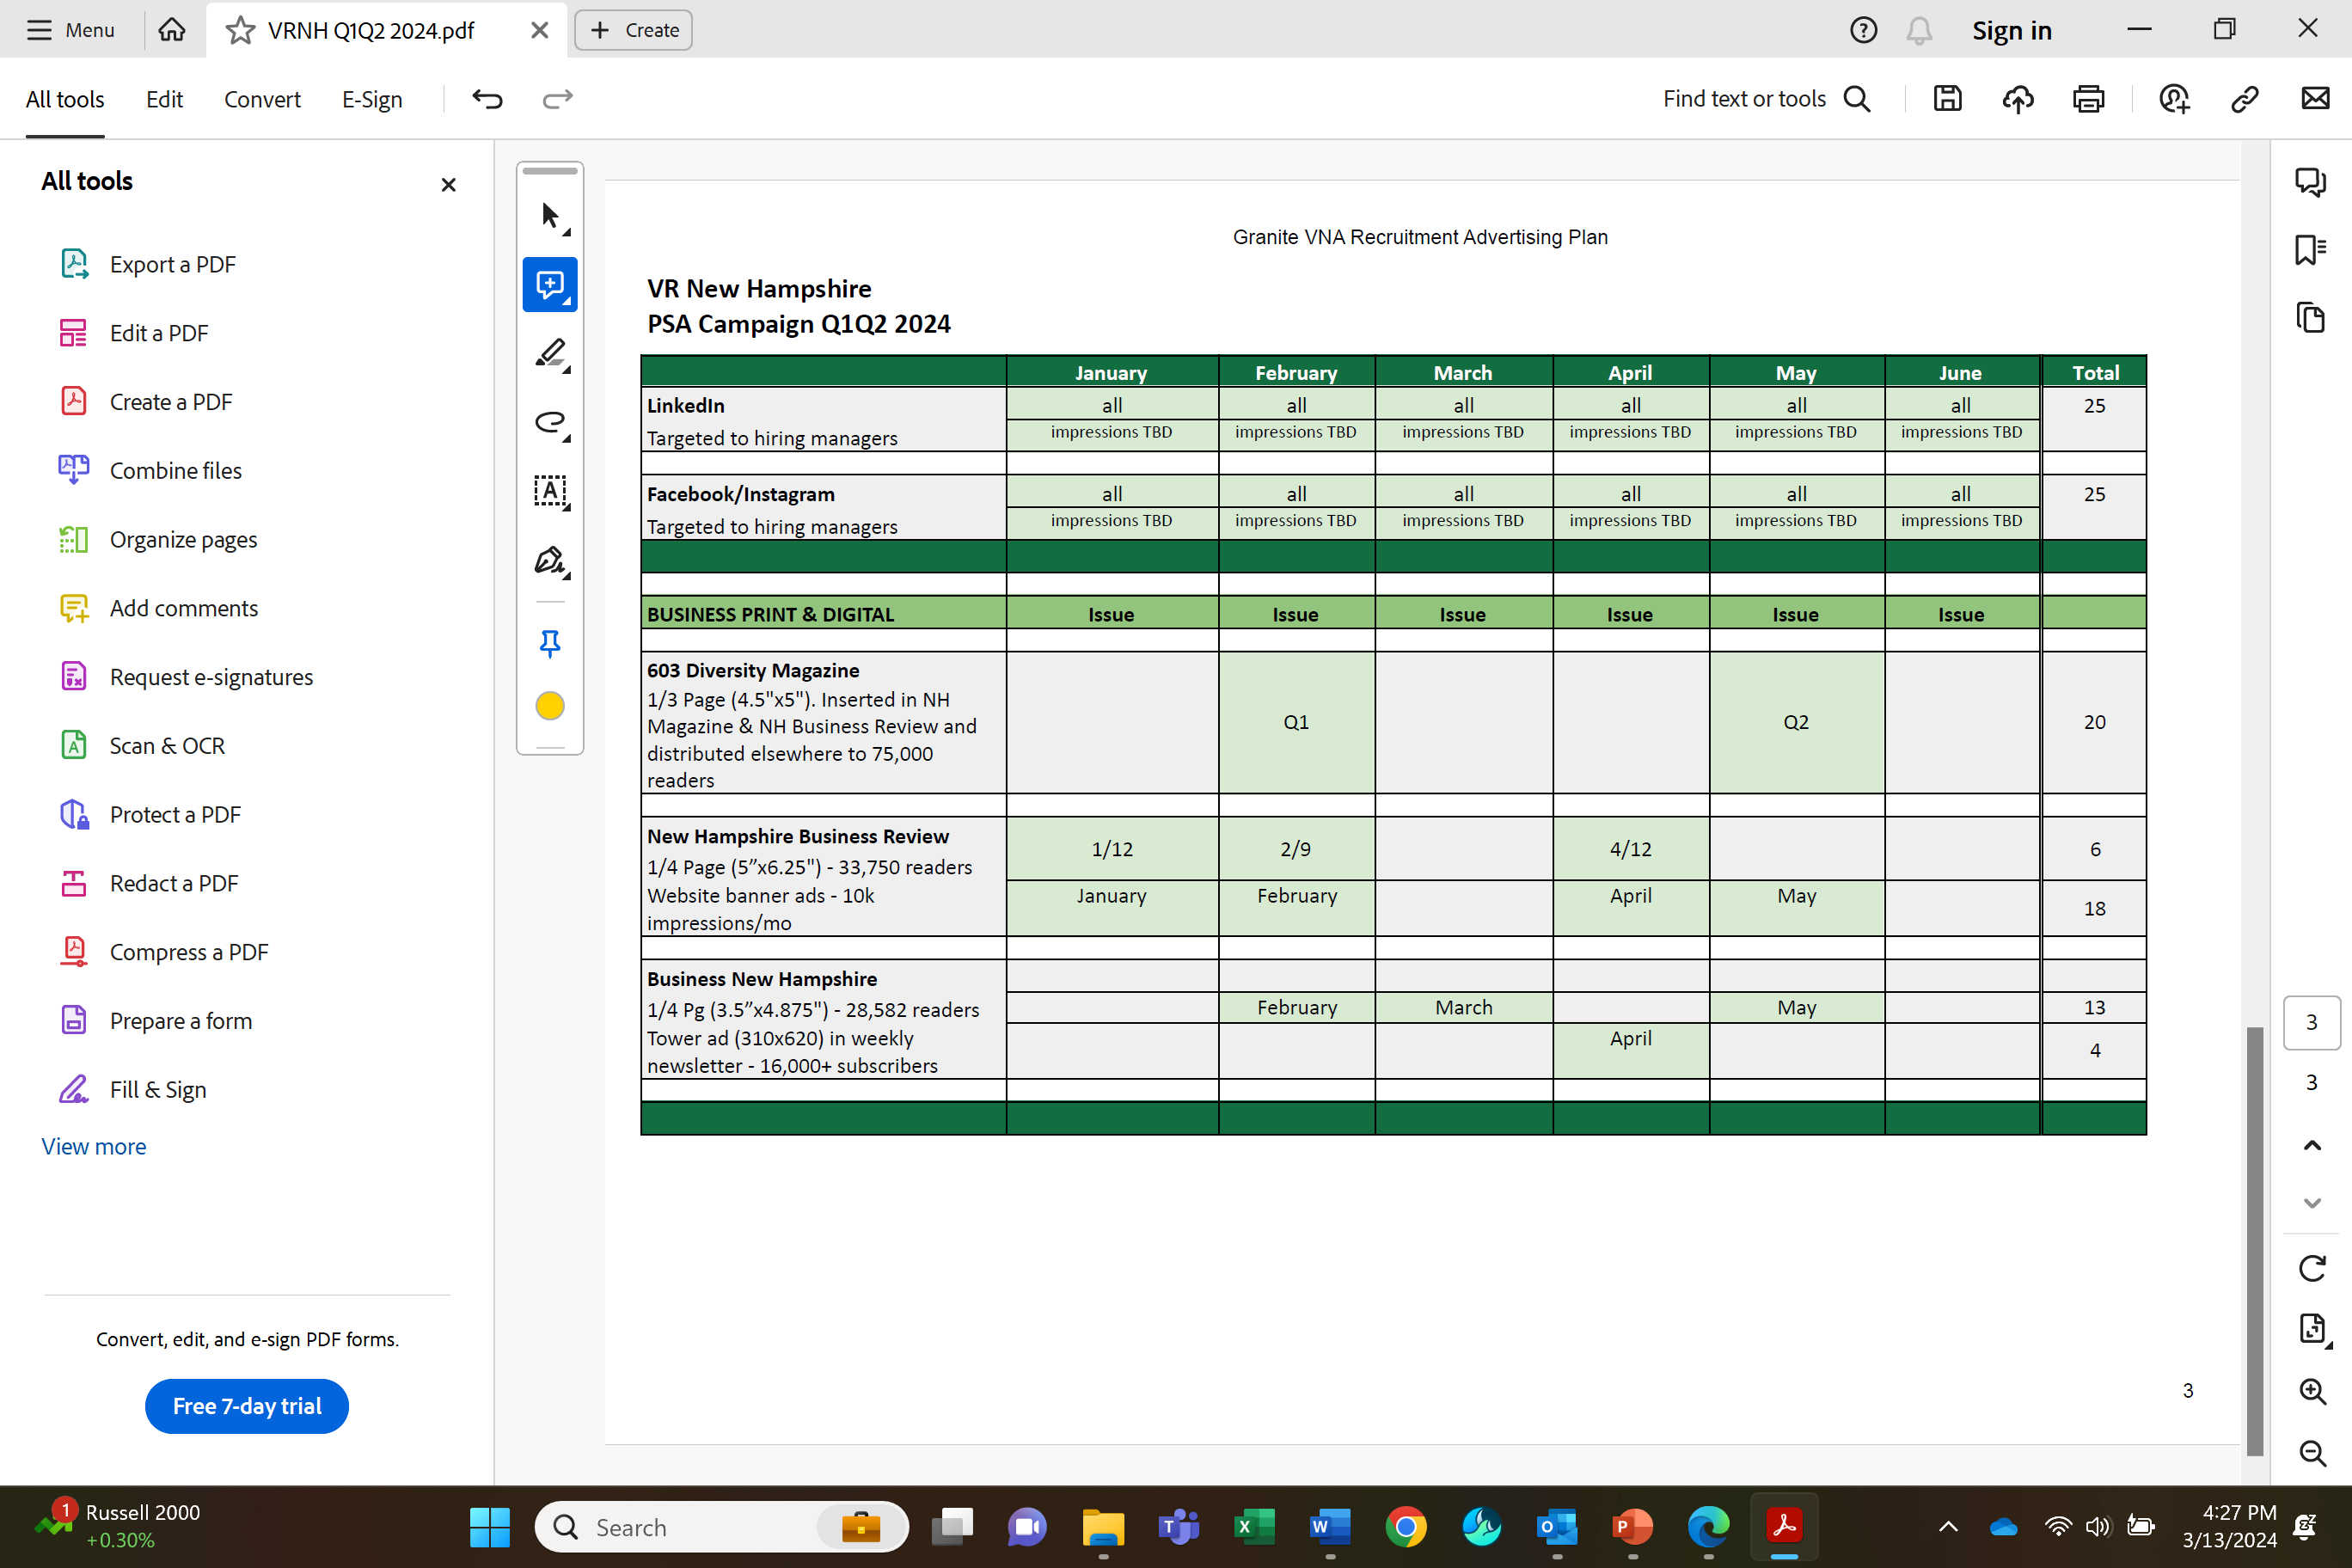 Menu
VRNH Q1Q2 2024.pdf
Create
Sign in
All tools
Edit
Convert
E-Sign
Find text or tools
All tools
Export a PDF
Edit a PDF
Create a PDF
Combine files
Organize pages
Add comments
Request e-signatures
Scan & OCR
Protect a PDF
Redact a PDF
Compress a PDF
Prepare a form
Fill & Sign
View more
Convert, edit, and e-sign PDF forms.
Free 7-day trial
Granite VNA Recruitment Advertising Plan
VR New Hampshire
PSA Campaign Q1Q2 2024
January February March April May June Total
LinkedIn all all all all all all 25
Targeted to hiring managers impressions TBD impressions TBD impressions TBD impressions TBD impressions TBD impressions TBD
Facebook/Instagram all all all all all all 25
Targeted to hiring managers impressions TBD impressions TBD impressions TBD impressions TBD impressions TBD impressions TBD
BUSINESS PRINT & DIGITAL Issue Issue Issue Issue Issue Issue
603 Diversity Magazine
1/3 Page (4.5"x5"). Inserted in NH
Magazine & NH Business Review and Q1 Q2 20
distributed elsewhere to 75,000
readers
New Hampshire Business Review 1/12 2/9 4/12 6
1/4 Page (5”x6.25") - 33,750 readers
Website banner ads - 10k January February April May 18
impressions/mo
Business New Hampshire
1/4 Pg (3.5”x4.875") - 28,582 readers February March May 13
Tower ad (310x620) in weekly April 4
newsletter - 16,000+ subscribers
3
3
3
1
Russell 2000
+0.30%
Search
4:27 PM
3/13/2024